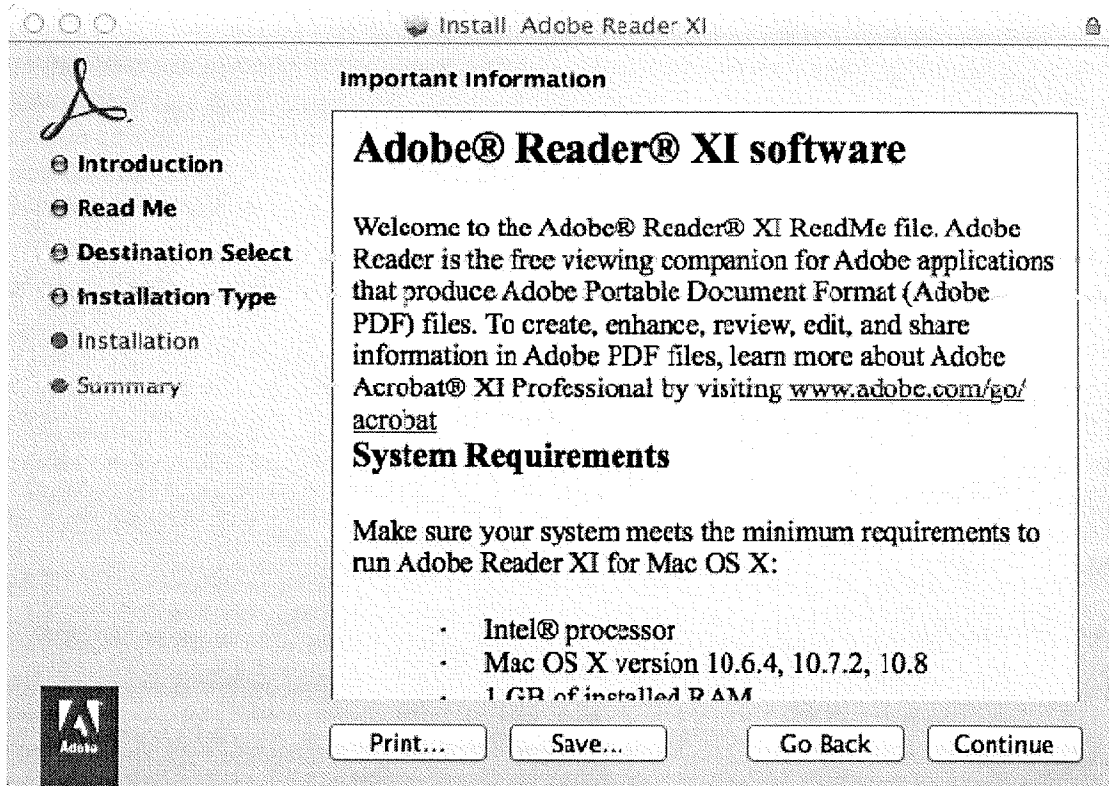 Install Adobe Reader XI
Important Information
Introduction
Read Me
Destination Select
Installation Type
Installation
Summary
Adobe® Reader® XI software
Welcome to the Adobe® Reader® XI ReadMe file. Adobe
Reader is the free viewing companion for Adobe applications
that produce Adobe Portable Document Format (Adobe
PDF) files. To create, enhance, review, edit, and share
information in Adobe PDF files, learn more about Adobe
Acrobat® XI Professional by visiting www.adobe.com/go/
acrobat
System Requirements
Make sure your system meets the minimum requirements to
run Adobe Reader XI for Mac OS X:
· Intel® processor
· Mac OS X version 10.6.4, 10.7.2, 10.8
· 1 GB of installed RAM
Adobe
Print...
Save...
Go Back
Continue